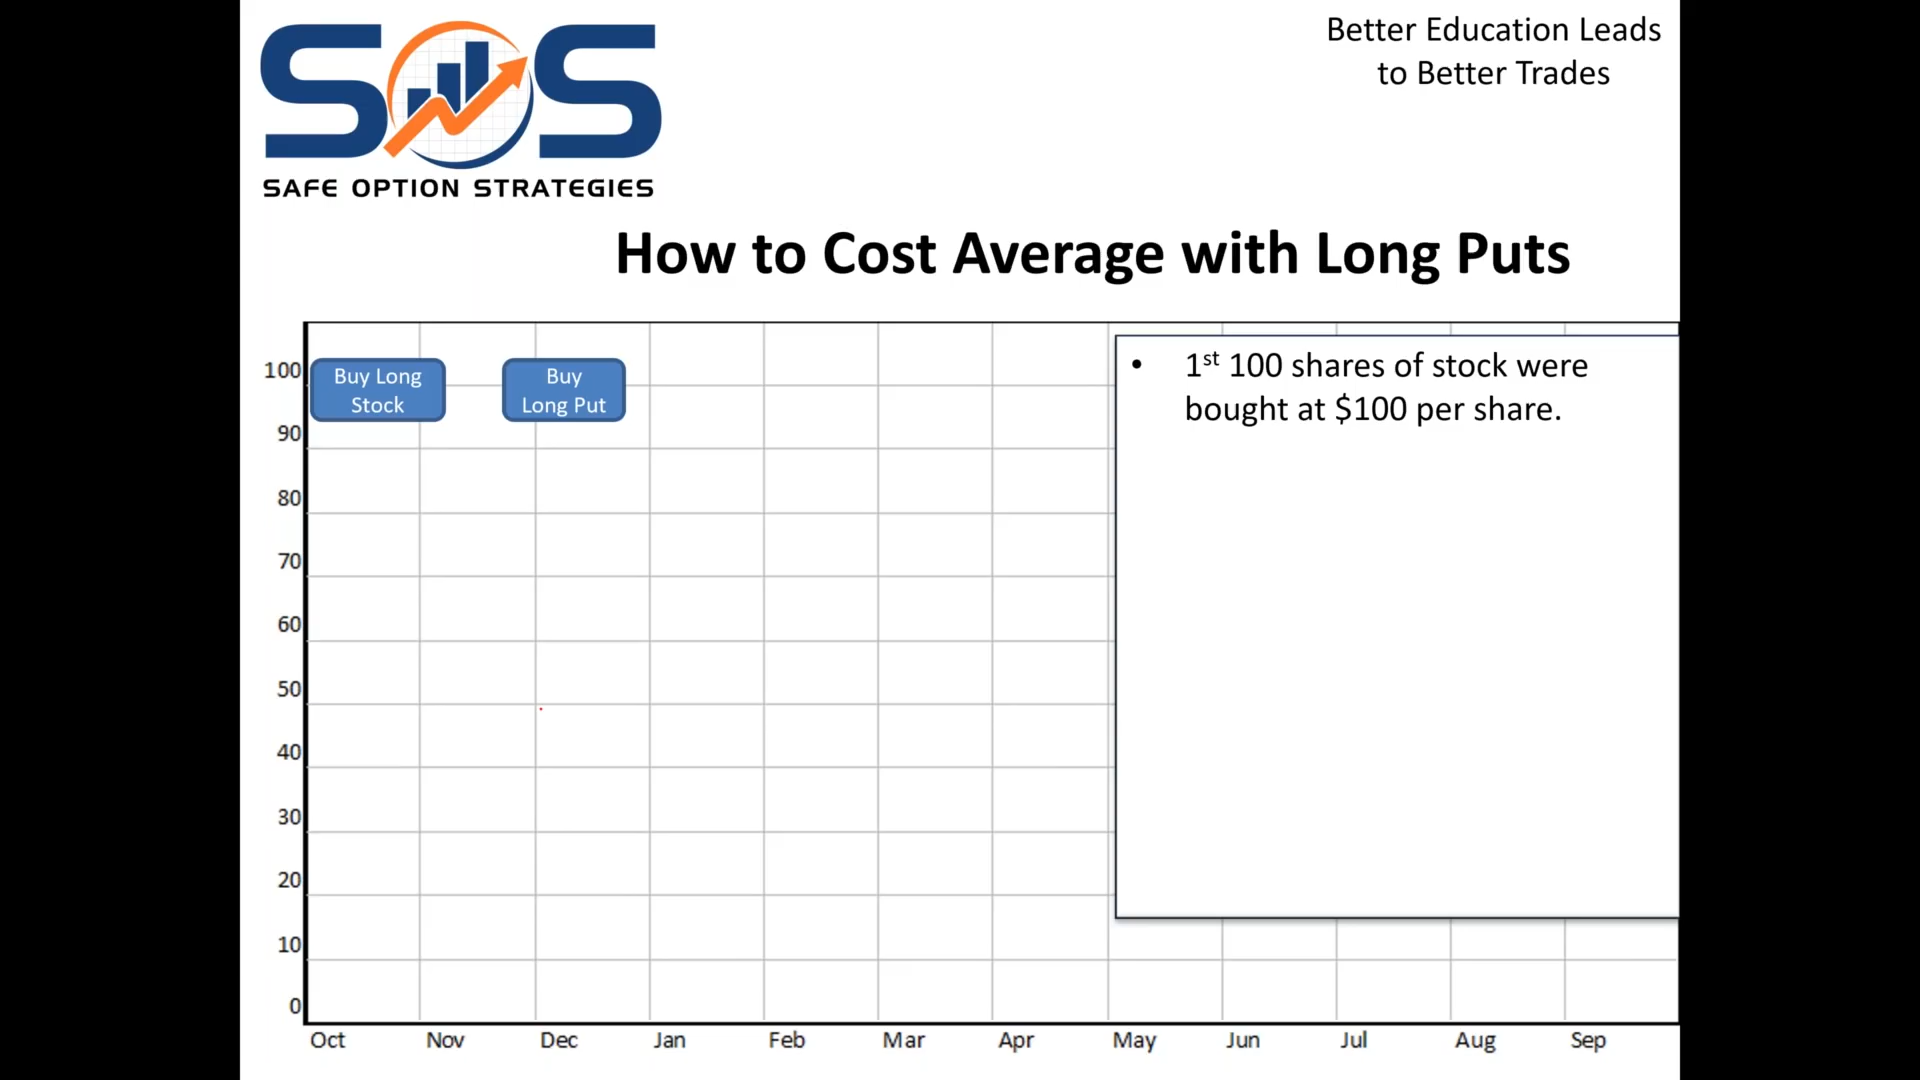 SOS
SAFE OPTION STRATEGIES
Better Education Leads
to Better Trades
How to Cost Average with Long Puts
Buy Long
Stock
Buy
Long Put
• 1st 100 shares of stock were
bought at $100 per share.
100
90
80
70
60
50
40
30
20
10
0
Oct Nov Dec Jan Feb Mar Apr May Jun Jul Aug Sep